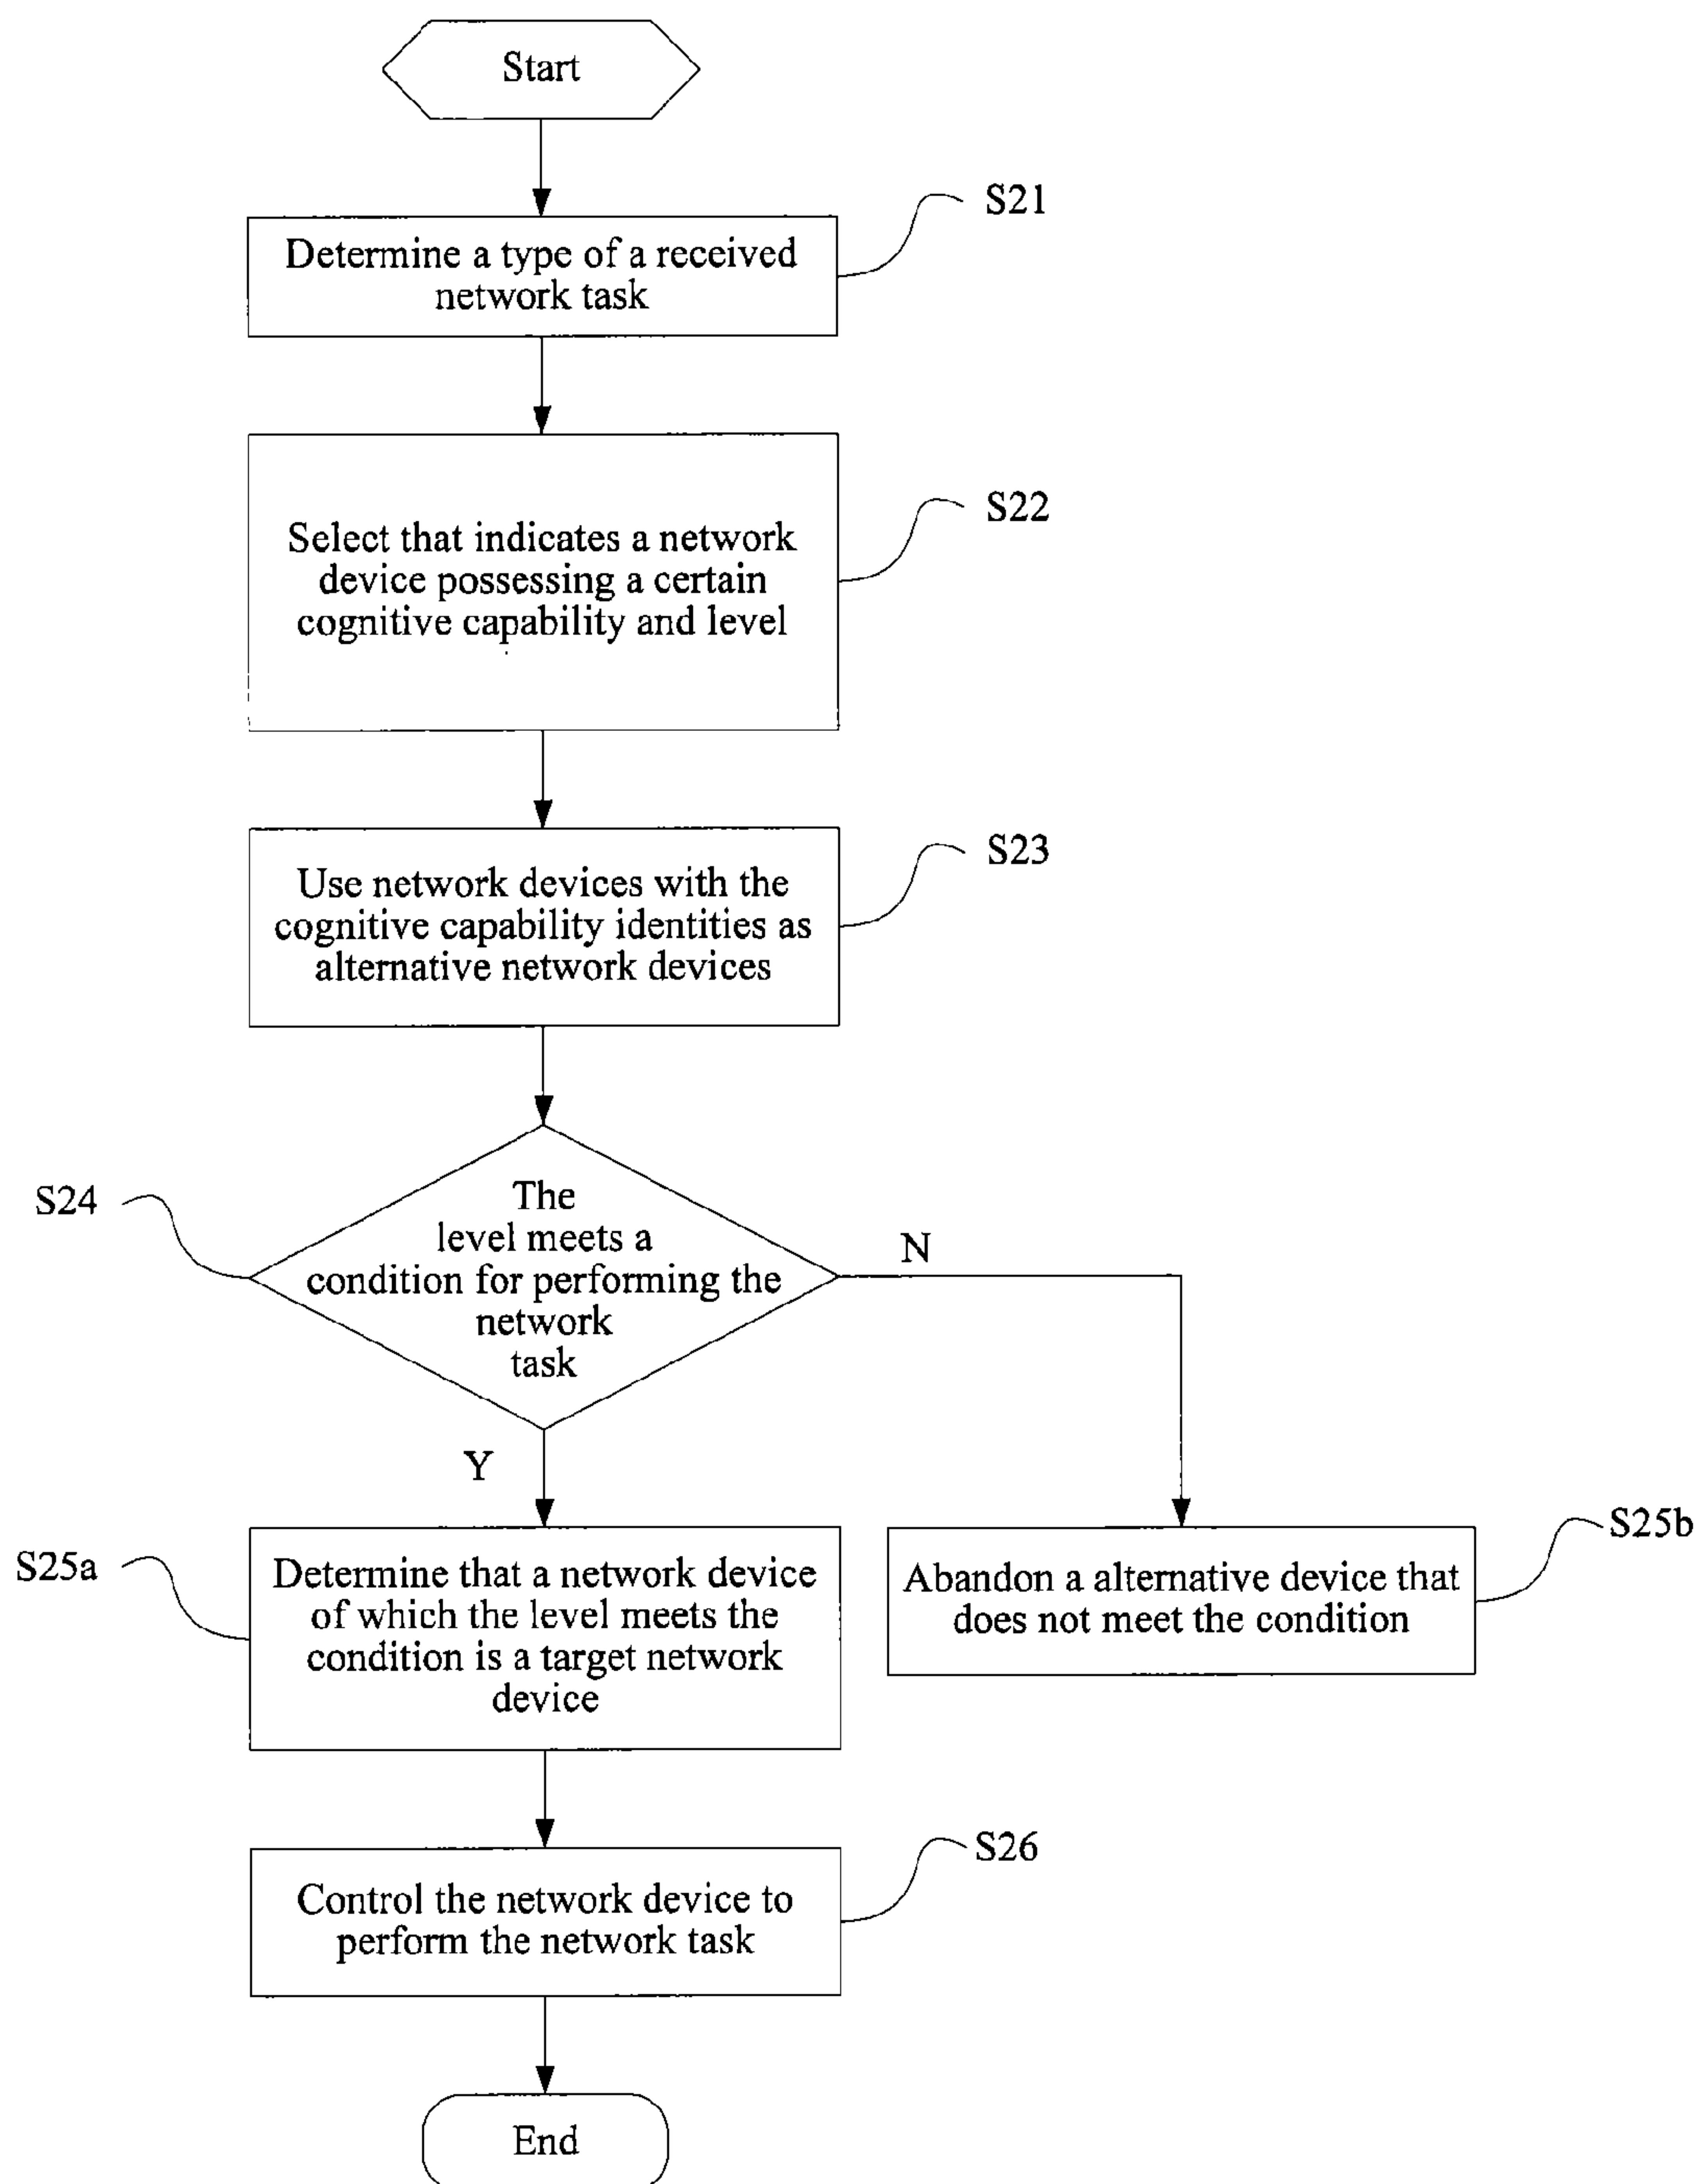 Start
S21
Determine a type of a received
network task
S22
Select that indicates a network
device possessing a certain
cognitive capability and level
S23
Use network devices with the
cognitive capability identities as
alternative network devices
S24
The
level meets a
condition for performing the
network
task
N
Y
S25a
Determine that a network device
of which the level meets the
condition is a target network
device
S25b
Abandon a alternative device that
does not meet the condition
S26
Control the network device to
perform the network task
End